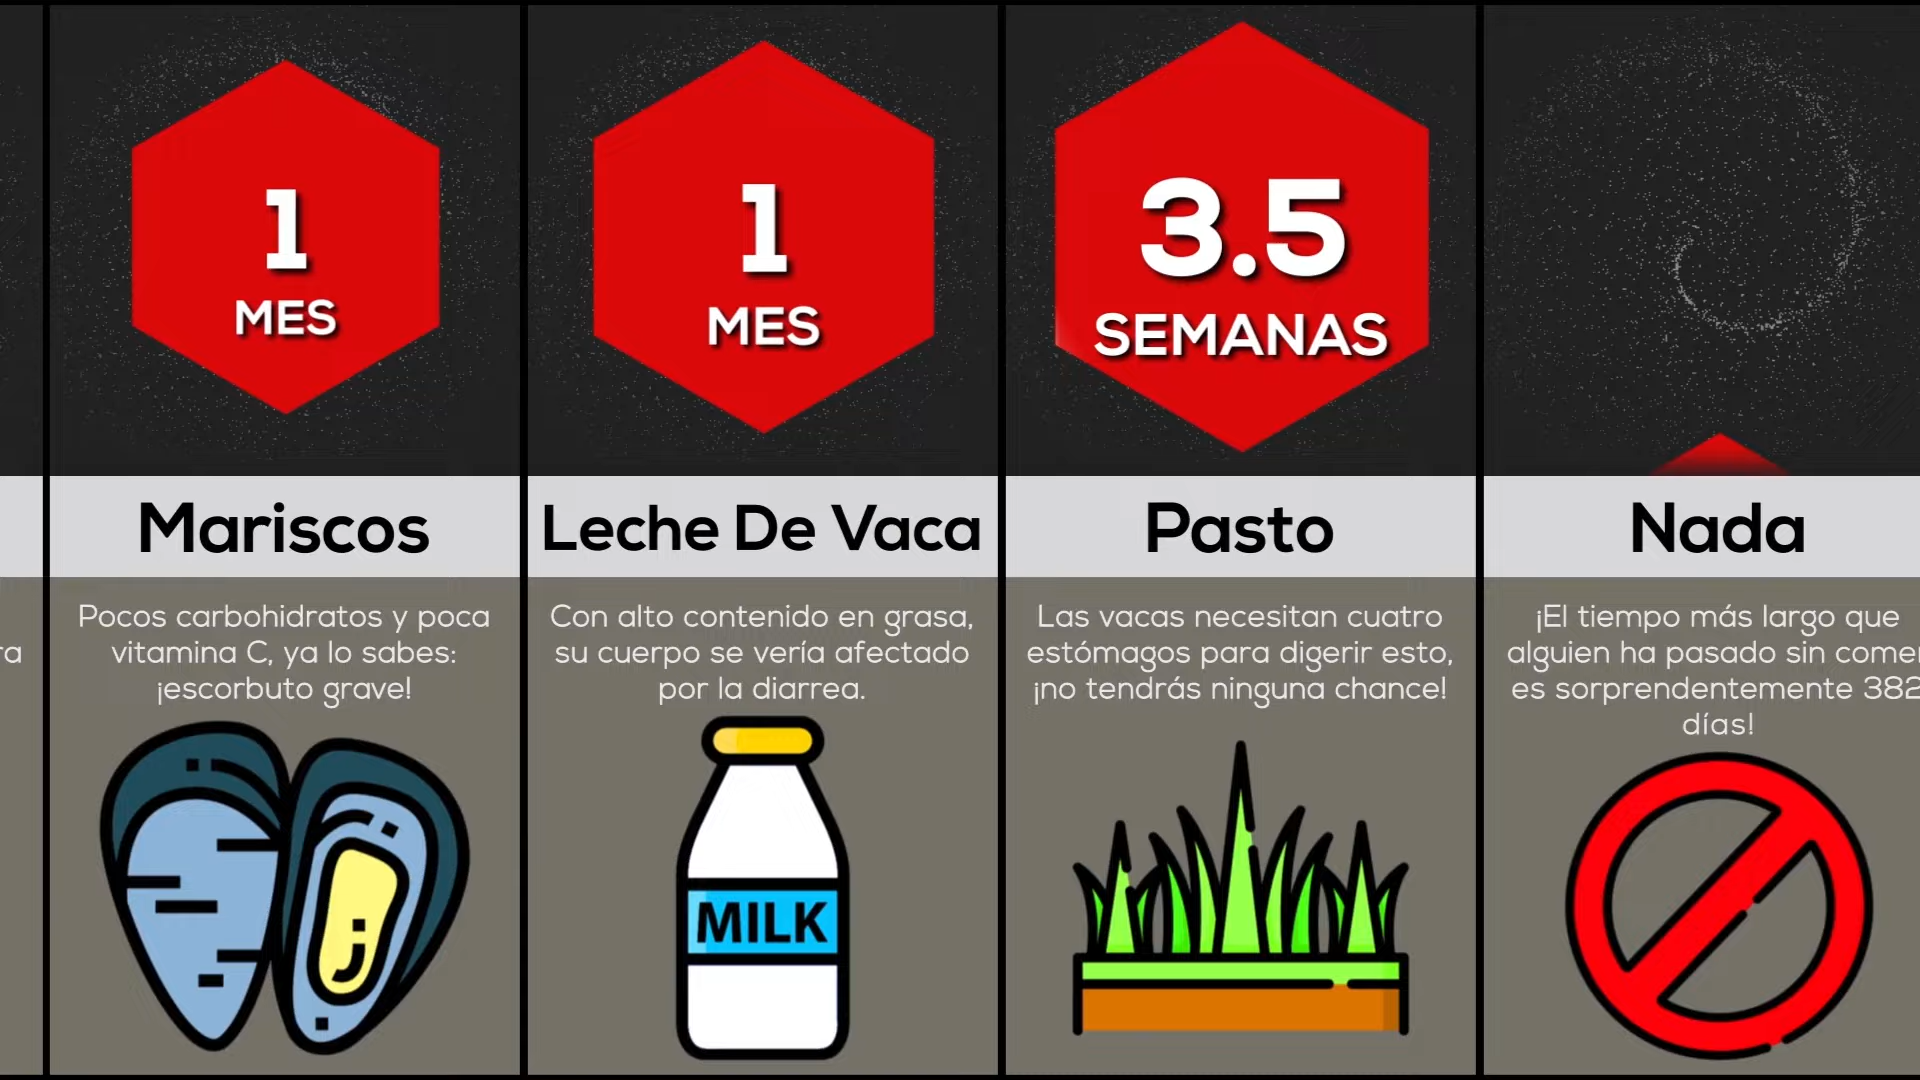 1
MES
Mariscos
Pocos carbohidratos y poca
vitamina C, ya lo sabes:
¡escorbuto grave!
1
MES
Leche De Vaca
Con alto contenido en grasa,
su cuerpo se vería afectado
por la diarrea.
MILK
3.5
SEMANAS
Pasto
Las vacas necesitan cuatro
estómagos para digerir esto,
¡no tendrás ninguna chance!
Nada
¡El tiempo más largo que
alguien ha pasado sin comer
es sorprendentemente 382
días!